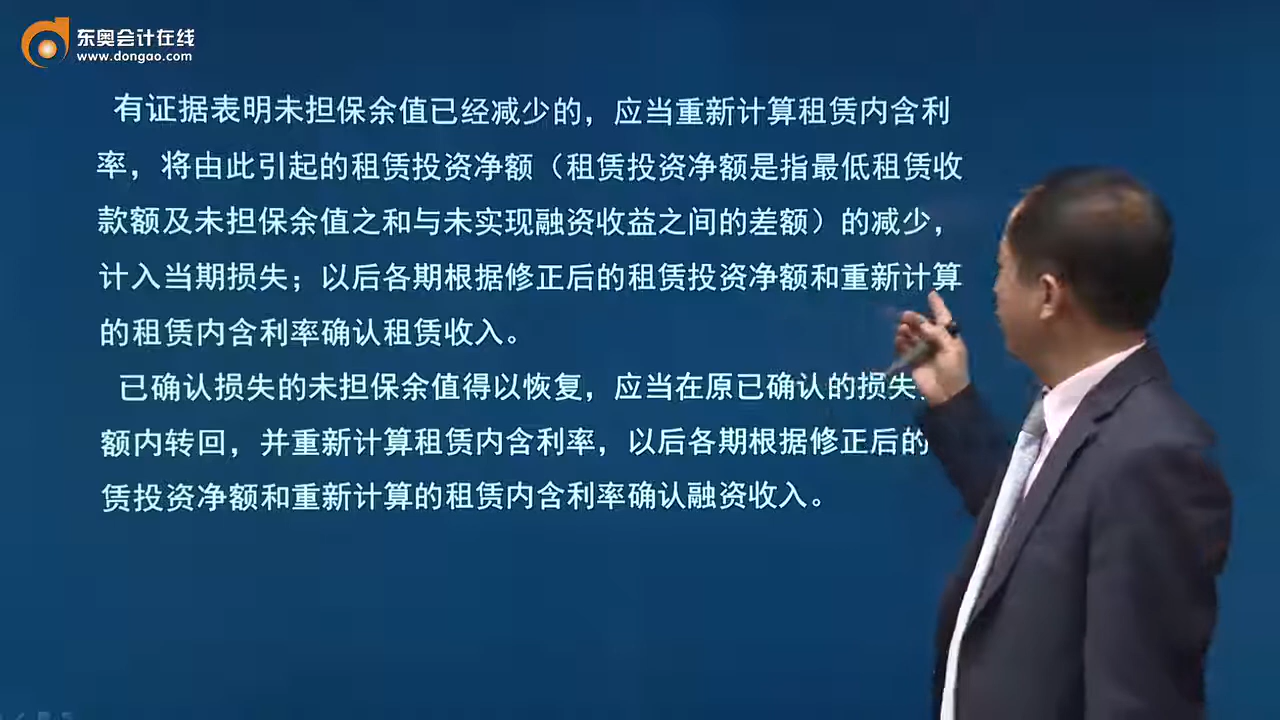 东奥会计在线
www.dongao.com
有证据表明未担保余值已经减少的，应当重新计算租赁内含利
率，将由此引起的租赁投资净额（租赁投资净额是指最低租赁收
款额及未担保余值之和与未实现融资收益之间的差额）的减少，
计入当期损失；以后各期根据修正后的租赁投资净额和重新计算
的租赁内含利率确认租赁收入。
已确认损失的未担保余值得以恢复，应当在原已确认的损失
额内转回，并重新计算租赁内含利率，以后各期根据修正后的
赁投资净额和重新计算的租赁内含利率确认融资收入。